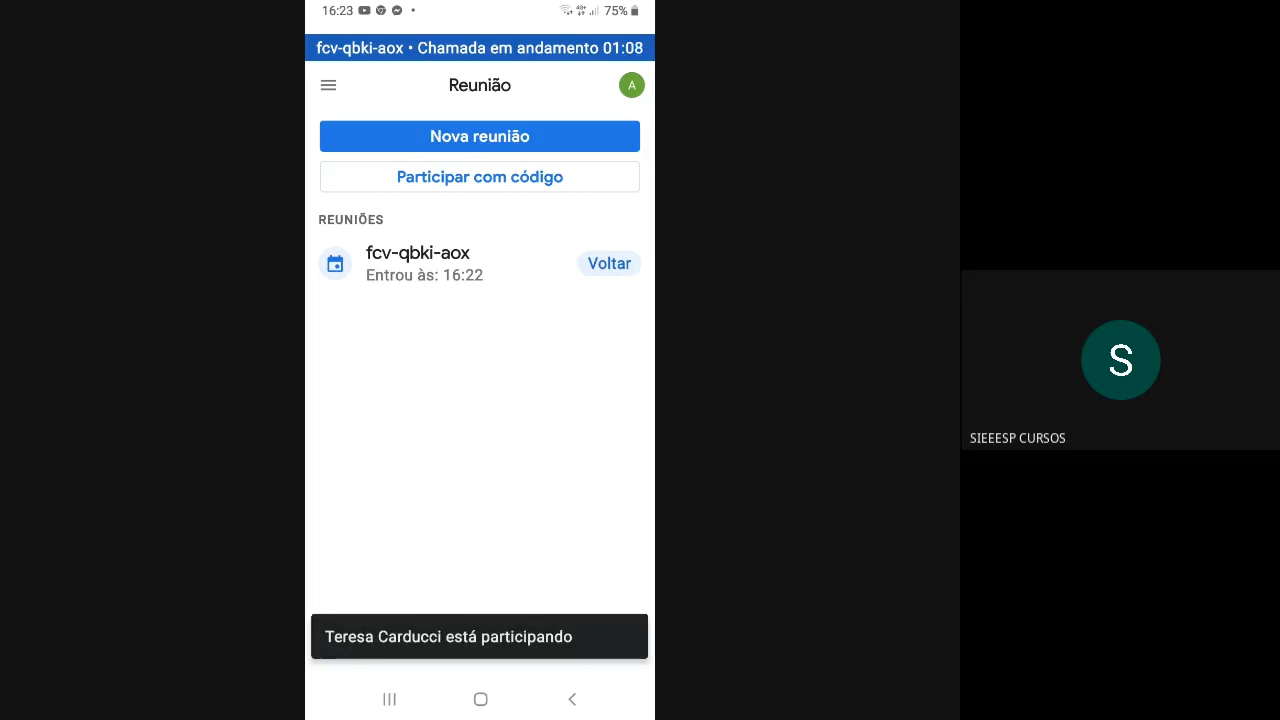 16:23
4G+
75%
fcv-qbki-aox • Chamada em andamento 01:08
Reunião
A
Nova reunião
Participar com código
REUNIÕES
fcv-qbki-aox
Entrou às: 16:22
Voltar
Teresa Carducci está participando
S
SIEEESP CURSOS